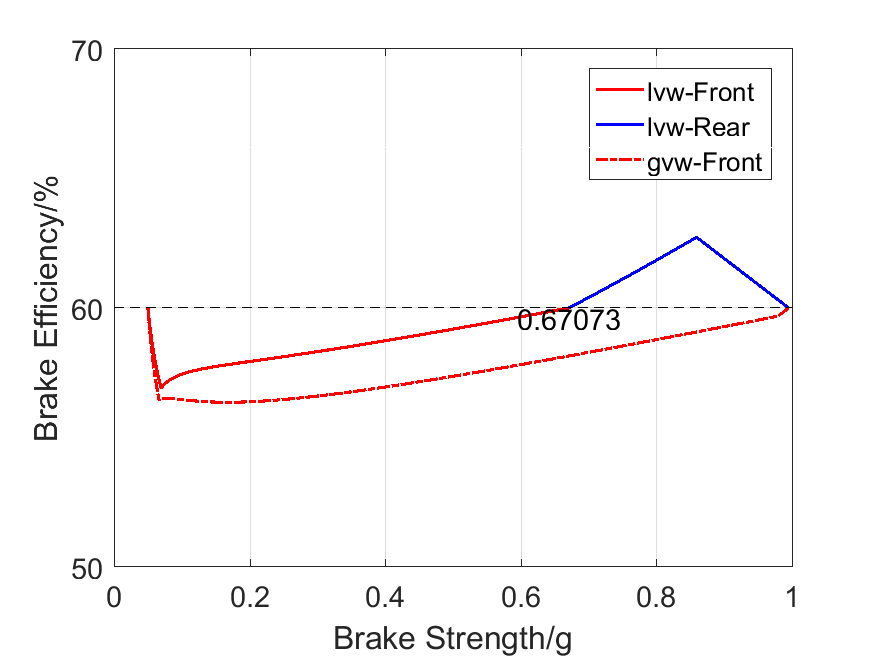 70
60
50
Brake Efficiency/%
lvw-Front
lvw-Rear
gvw-Front
0.67073
0 0.2 0.4 0.6 0.8 1
Brake Strength/g